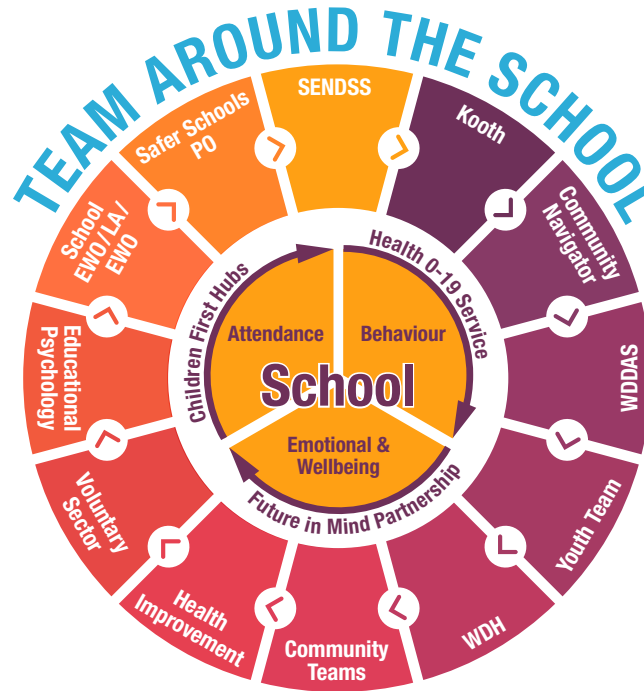 TEAM AROUND THE SCHOOL
SENDSS
Kooth
Community
Navigator
WDDAS
Youth Team
WDH
Community
Teams
Health
Improvement
Voluntary
Sector
Educational
Psychology
School
EWO/LA/
EWO
Safer Schools
PO
Children First Hubs
Health 0-19 Service
Future in Mind Partnership
Attendance
Behaviour
School
Emotional &
Wellbeing